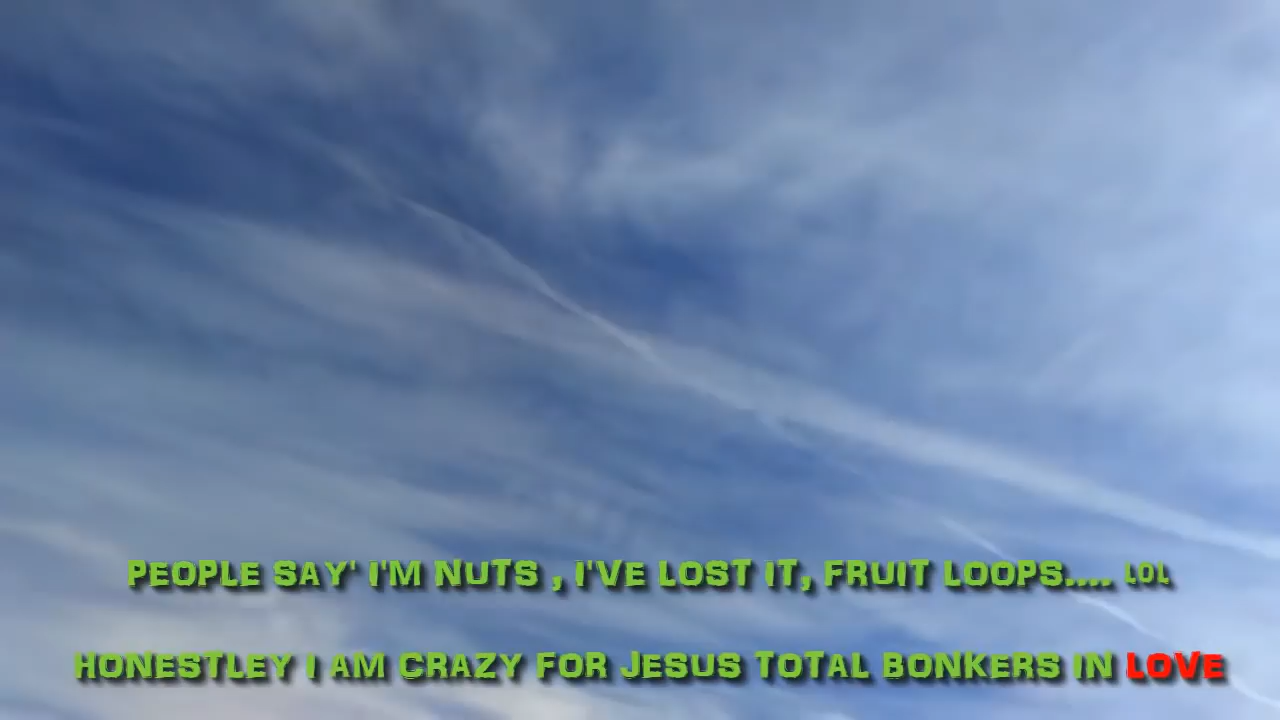 PEOPLE SAY' I'M NUTS , I'VE LOST IT, FRUIT LOOPS.... LOL
HONESTLEY I AM CRAZY FOR JESUS TOTAL BONKERS IN LOVE